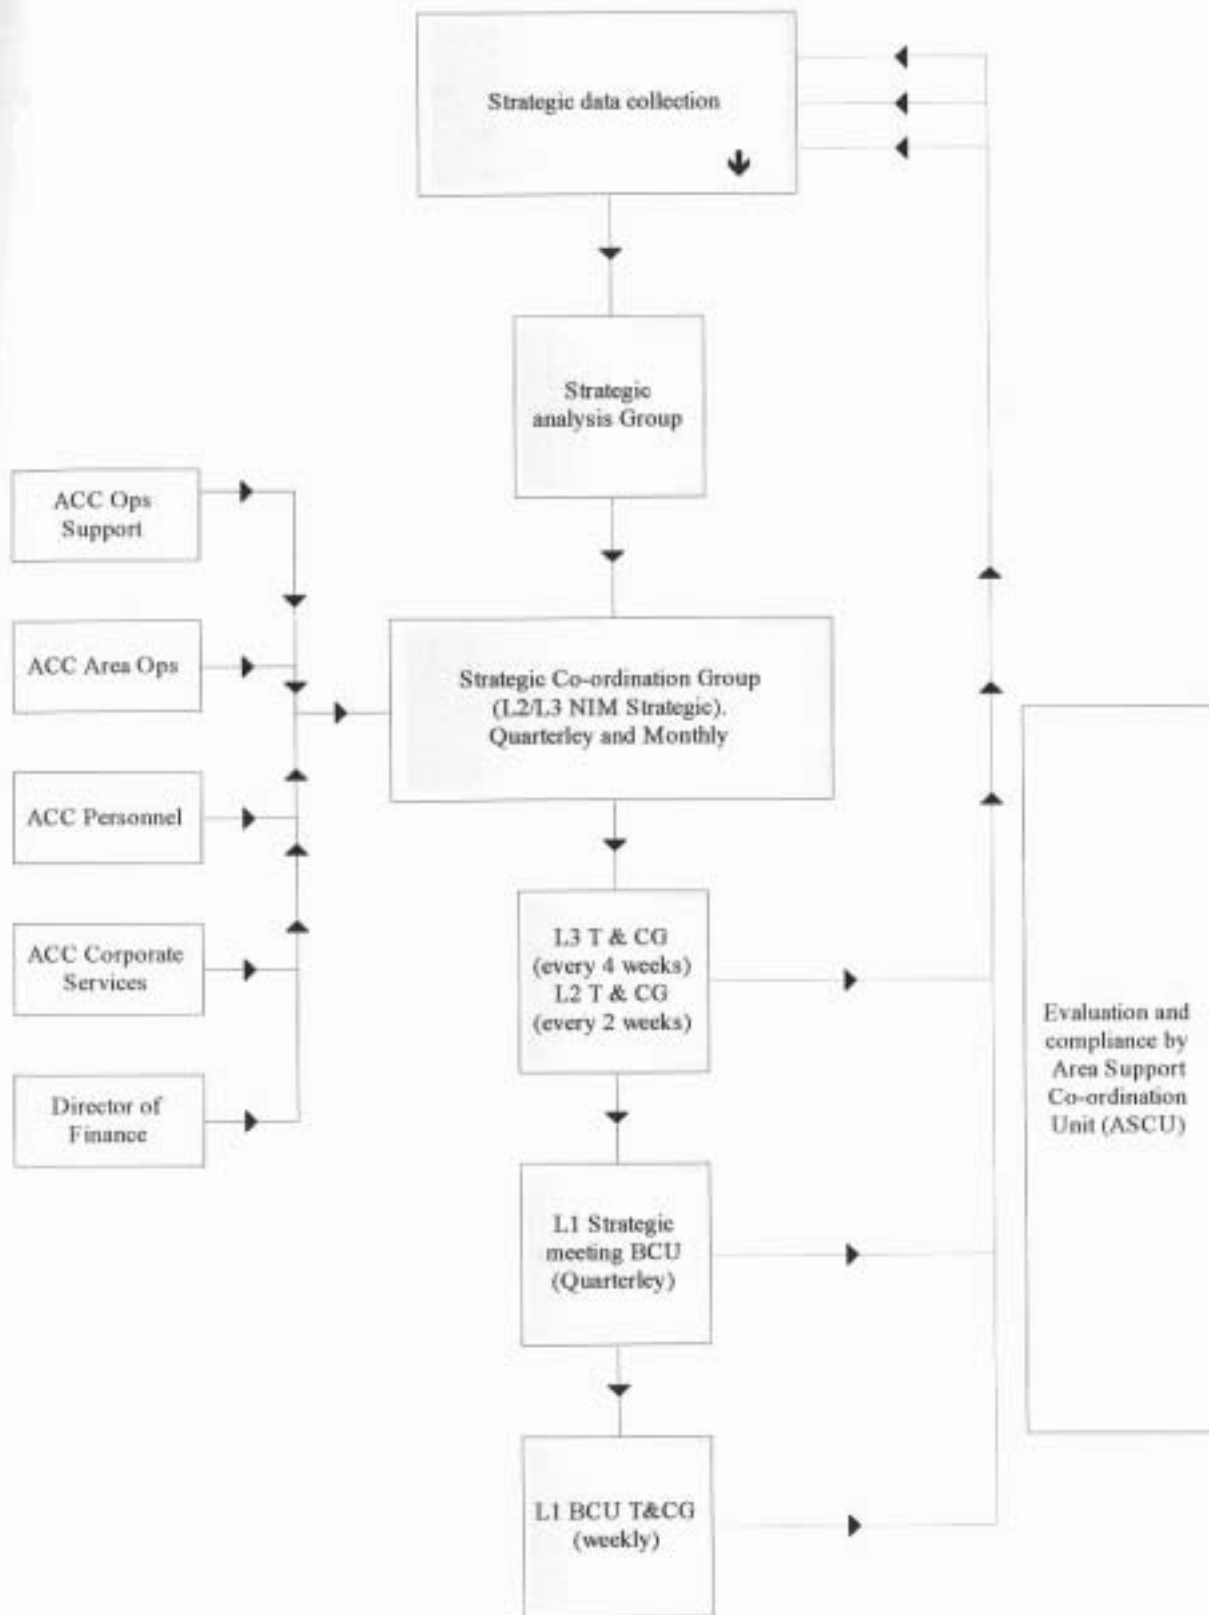 Strategic data collection
Strategic
analysis Group
ACC Ops
Support
ACC Area Ops
ACC Personnel
ACC Corporate
Services
Director of
Finance
Strategic Co-ordination Group
(L2/L3 NIM Strategic).
Quarterley and Monthly
L3 T & CG
(every 4 weeks)
L2 T & CG
(every 2 weeks)
L1 Strategic
meeting BCU
(Quarterley)
L1 BCU T&CG
(weekly)
Evaluation and
compliance by
Area Support
Co-ordination
Unit (ASCU)